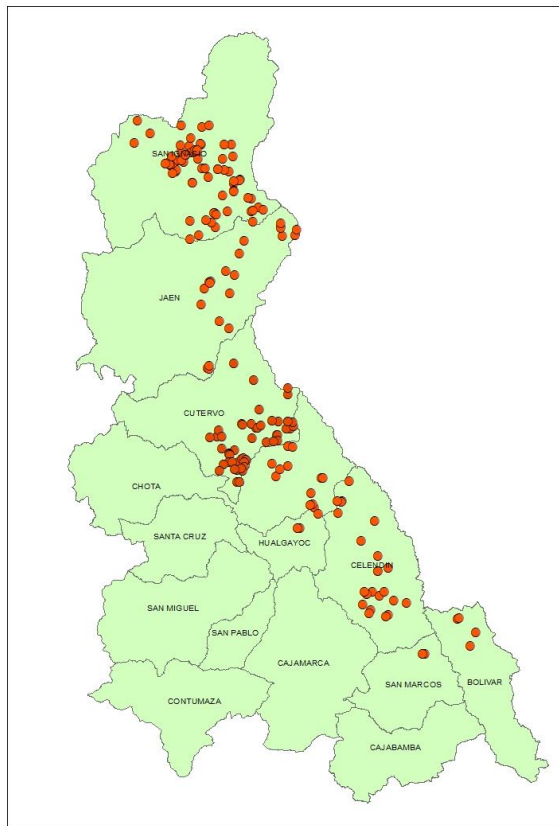 SAN IGNACIO
JAEN
CUTERVO
CHOTA
SANTA CRUZ
HUALGAYOC
CELENDIN
SAN MIGUEL
SAN PABLO
CAJAMARCA
SAN MARCOS
BOLIVAR
CONTUMAZA
CAJABAMBA